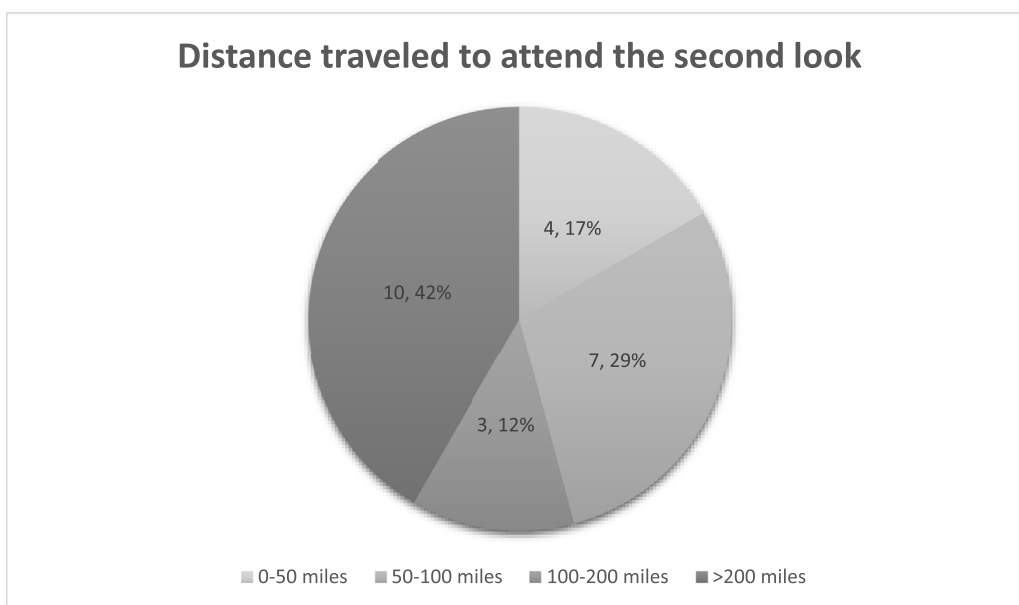 Distance traveled to attend the second look
4, 17%
10, 42%
7, 29%
3, 12%
0-50 miles 50-100 miles 100-200 miles >200 miles